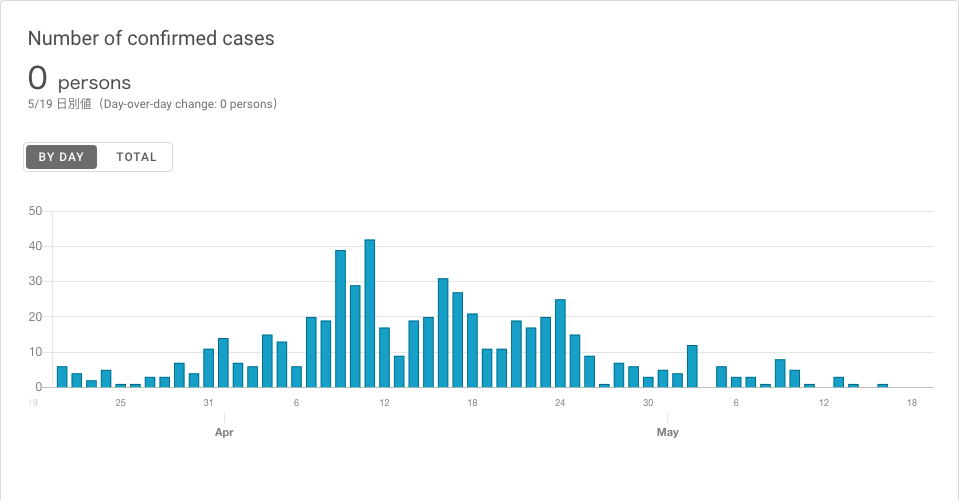 Number of confirmed cases
0 persons
5/19 日別値（Day-over-day change: 0 persons）
BY DAY TOTAL
50
40
30
20
10
0
19 25 31 6 12 18 24 30 6 12 18
Apr May